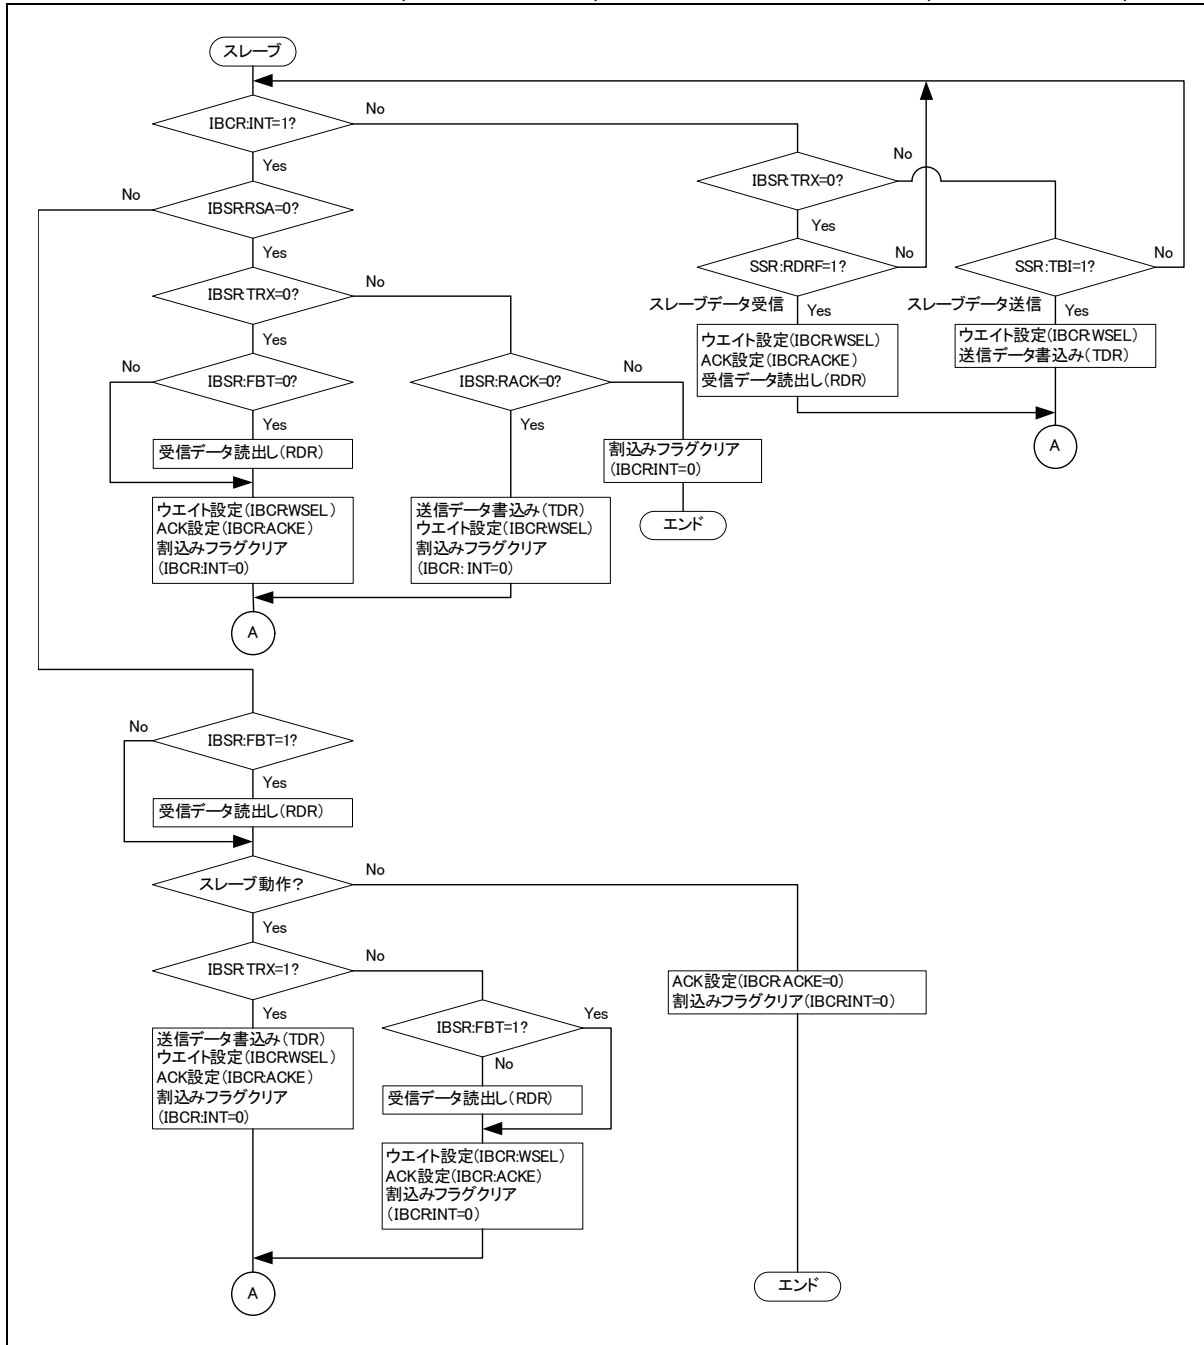 スレーブ
IBCR:INT=1?
No
Yes
IBSR:RSA=0?
No
Yes
IBSR:TRX=0?
No
Yes
IBSR:FBT=0?
No
Yes
受信データ読出し(RDR)
ウエイト設定(IBCR:WSEL)
ACK設定(IBCR:ACKE)
割込みフラグクリア
(IBCR:INT=0)
A
IBSR:RACK=0?
No
Yes
送信データ書込み(TDR)
ウエイト設定(IBCR:WSEL)
割込みフラグクリア
(IBCR: INT=0)
割込みフラグクリア
(IBCR:INT=0)
エンド
IBSR:TRX=0?
No
Yes
SSR:RDRF=1?
No
スレーブデータ受信
Yes
ウエイト設定(IBCR:WSEL)
ACK設定(IBCR:ACKE)
受信データ読出し(RDR)
SSR:TBI=1?
No
スレーブデータ送信
Yes
ウエイト設定(IBCR:WSEL)
送信データ書込み(TDR)
A
IBSR:FBT=1?
No
Yes
受信データ読出し(RDR)
スレーブ動作?
No
Yes
IBSR:TRX=1?
No
Yes
送信データ書込み(TDR)
ウエイト設定(IBCR:WSEL)
ACK設定(IBCR:ACKE)
割込みフラグクリア
(IBCR:INT=0)
IBSR:FBT=1?
Yes
No
受信データ読出し(RDR)
ウエイト設定(IBCR:WSEL)
ACK設定(IBCR:ACKE)
割込みフラグクリア
(IBCR:INT=0)
A
ACK設定(IBCR:ACKE=0)
割込みフラグクリア(IBCR:INT=0)
エンド